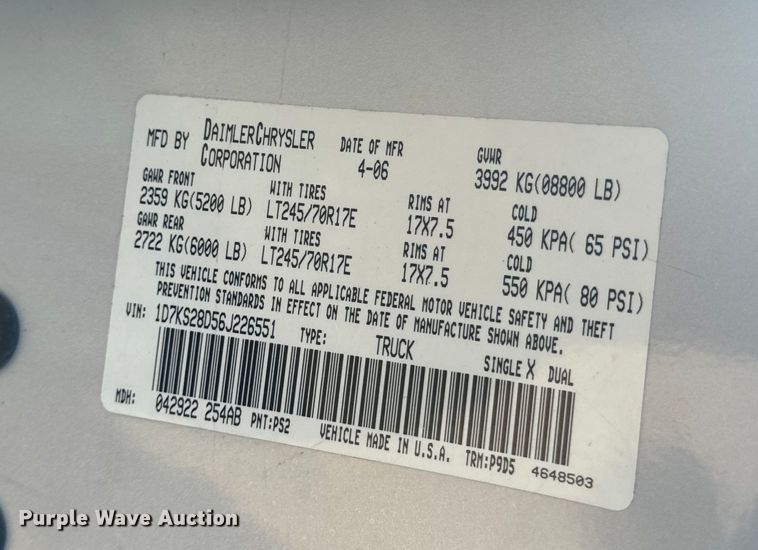 MFD BY DAIMLERCHRYSLER CORPORATION DATE OF MFR 4-06 GVWR 3992 KG(08800 LB)
GAWR FRONT WITH TIRES RIMS AT COLD
2359 KG(5200 LB) LT245/70R17E 17X7.5 450 KPA( 65 PSI)
GAWR REAR WITH TIRES RIMS AT COLD
2722 KG(6000 LB) LT245/70R17E 17X7.5 550 KPA( 80 PSI)
THIS VEHICLE CONFORMS TO ALL APPLICABLE FEDERAL MOTOR VEHICLE SAFETY AND THEFT
PREVENTION STANDARDS IN EFFECT ON THE DATE OF MANUFACTURE SHOWN ABOVE.
VIN: 1D7KS28D56J226551 TYPE: TRUCK SINGLE X DUAL
MDH: 042922 254AB PNT:PS2 VEHICLE MADE IN U.S.A. TRM:P9D5 4648503
Purple Wave Auction